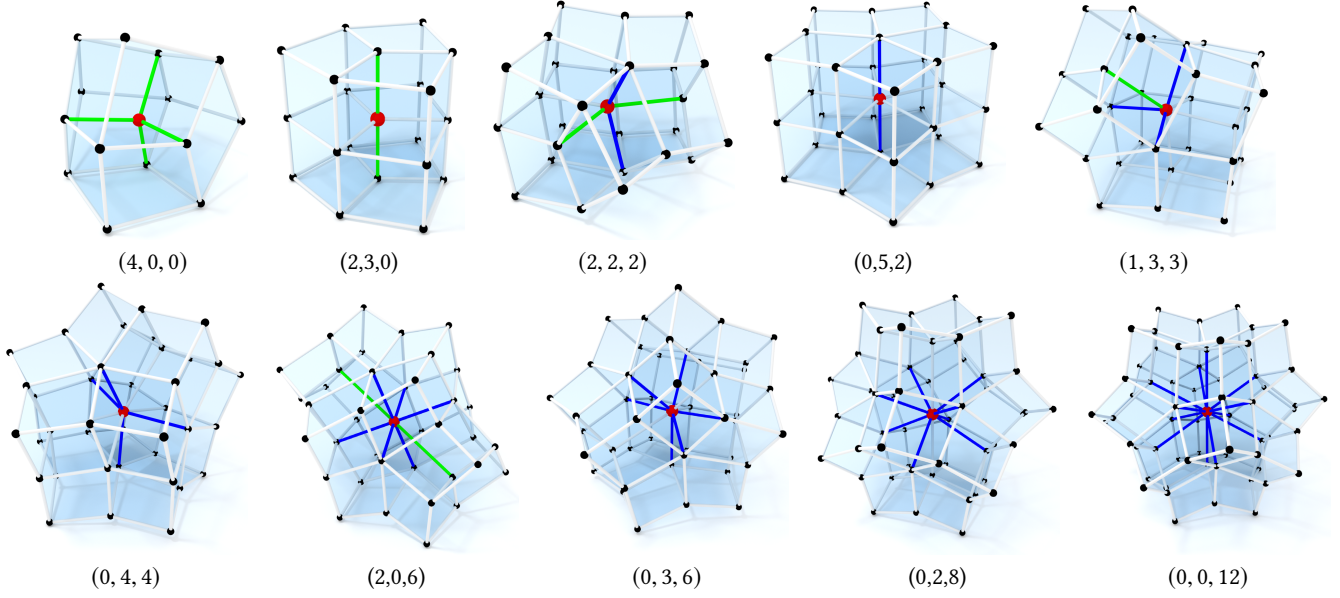 (4, 0, 0) (2,3,0) (2, 2, 2) (0,5,2) (1, 3, 3)
(0, 4, 4) (2,0,6) (0, 3, 6) (0,2,8) (0, 0, 12)